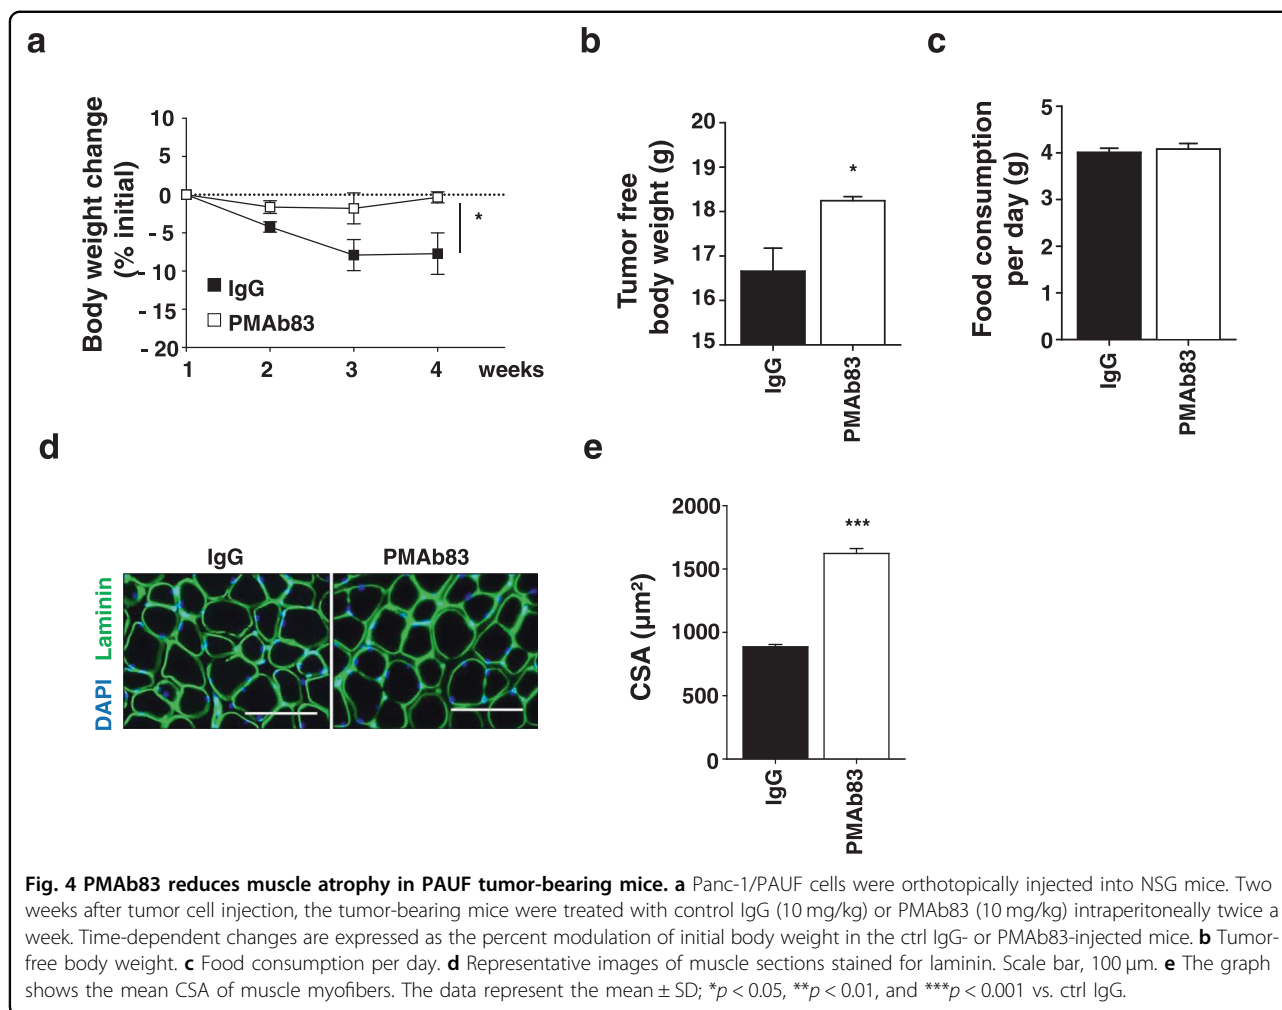 a
Body weight change
(% initial)
10
5
0
- 5
- 10
- 15
- 20
1 2 3 4 weeks
*
IgG
PMAb83
b
Tumor free
body weight (g)
20
19
18
17
16
15
*
IgG
PMAb83
c
Food consumption
per day (g)
5
4
3
2
1
0
IgG
PMAb83
d
IgG PMAb83
DAPI Laminin
e
CSA (µm²)
2000
1500
1000
500
0
***
IgG
PMAb83
Fig. 4 PMAb83 reduces muscle atrophy in PAUF tumor-bearing mice. a Panc-1/PAUF cells were orthotopically injected into NSG mice. Two
weeks after tumor cell injection, the tumor-bearing mice were treated with control IgG (10 mg/kg) or PMAb83 (10 mg/kg) intraperitoneally twice a
week. Time-dependent changes are expressed as the percent modulation of initial body weight in the ctrl IgG- or PMAb83-injected mice. b Tumor-
free body weight. c Food consumption per day. d Representative images of muscle sections stained for laminin. Scale bar, 100 µm. e The graph
shows the mean CSA of muscle myofibers. The data represent the mean ± SD; *p < 0.05, **p < 0.01, and ***p < 0.001 vs. ctrl IgG.